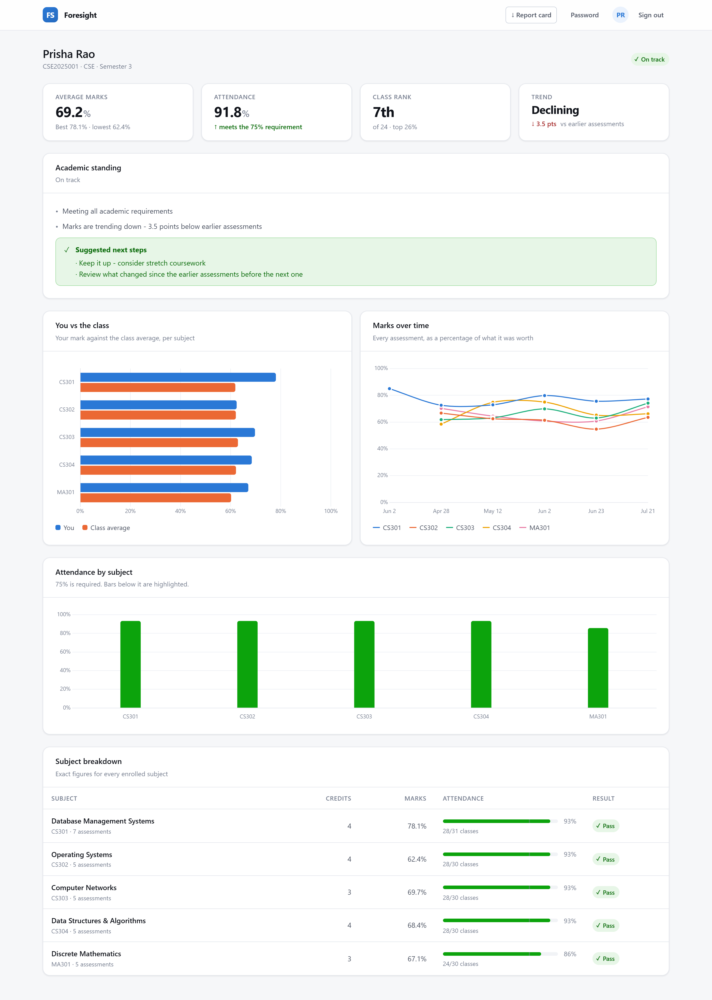 FS Foresight
↓ Report card
Password
PR
Sign out
Prisha Rao
CSE2025001 · CSE · Semester 3
✓ On track
AVERAGE MARKS
69.2%
Best 78.1% · lowest 62.4%
ATTENDANCE
91.8%
↑ meets the 75% requirement
CLASS RANK
7th
of 24 · top 26%
TREND
Declining
↓ 3.5 pts vs earlier assessments
Academic standing
On track
• Meeting all academic requirements
• Marks are trending down - 3.5 points below earlier assessments
✓ Suggested next steps
· Keep it up - consider stretch coursework
· Review what changed since the earlier assessments before the next one
You vs the class
Your mark against the class average, per subject
CS301
CS302
CS303
CS304
MA301
0% 20% 40% 60% 80% 100%
You Class average
Marks over time
Every assessment, as a percentage of what it was worth
100%
80%
60%
40%
20%
0%
Jun 2 Apr 28 May 12 Jun 2 Jun 23 Jul 21
CS301 CS302 CS303 CS304 MA301
Attendance by subject
75% is required. Bars below it are highlighted.
100%
80%
60%
40%
20%
0%
CS301 CS302 CS303 CS304 MA301
Subject breakdown
Exact figures for every enrolled subject
SUBJECT CREDITS MARKS ATTENDANCE RESULT
Database Management Systems
CS301 · 7 assessments
4
78.1%
93%
28/31 classes
✓ Pass
Operating Systems
CS302 · 5 assessments
4
62.4%
93%
28/30 classes
✓ Pass
Computer Networks
CS303 · 5 assessments
3
69.7%
93%
28/30 classes
✓ Pass
Data Structures & Algorithms
CS304 · 5 assessments
4
68.4%
93%
28/30 classes
✓ Pass
Discrete Mathematics
MA301 · 5 assessments
3
67.1%
86%
24/30 classes
✓ Pass